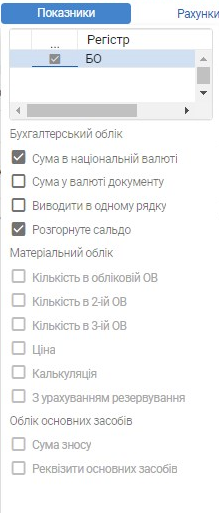 Показники Рахунки
... Регістр
БО
Бухгалтерський облік
Сума в національній валюті
Сума у валюті документу
Виводити в одному рядку
Розгорнуте сальдо
Матеріальний облік
Кількість в обліковій ОВ
Кількість в 2-ій ОВ
Кількість в 3-ій ОВ
Ціна
Калькуляція
З урахуванням резервування
Облік основних засобів
Сума зносу
Реквізити основних засобів